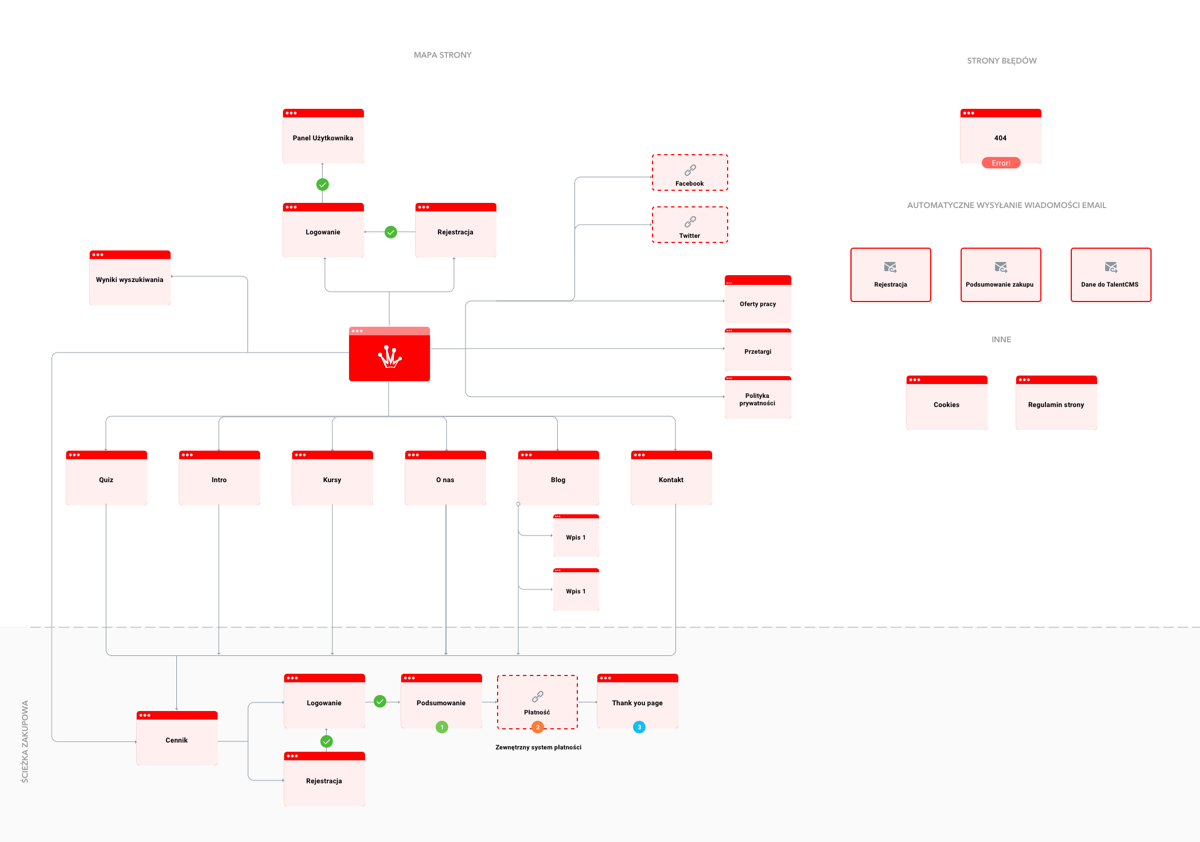 MAPA STRONY
STRONY BŁĘDÓW
Panel Użytkownika
404
Error!
Facebook
Twitter
Logowanie
Rejestracja
AUTOMATYCZNE WYSYŁANIE WIADOMOŚCI EMAIL
Wyniki wyszukiwania
Rejestracja
Podsumowanie zakupu
Dane do TalentCMS
Oferty pracy
Przetargi
INNE
Polityka
prywatności
Cookies
Regulamin strony
Quiz
Intro
Kursy
O nas
Blog
Kontakt
Wpis 1
Wpis 1
ŚCIEŻKA ZAKUPOWA
Logowanie
Podsumowanie
1
Płatność
2
Thank you page
3
Cennik
Zewnętrzny system płatności
Rejestracja